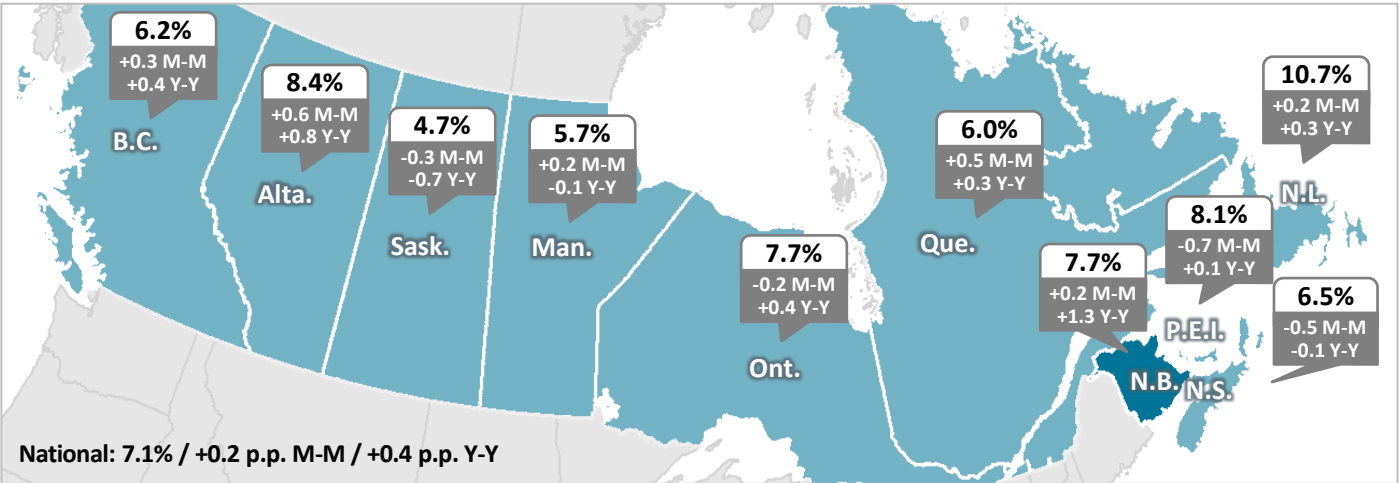 6.2%
+0.3 M-M
+0.4 Y-Y
B.C.
8.4%
+0.6 M-M
+0.8 Y-Y
Alta.
4.7%
-0.3 M-M
-0.7 Y-Y
Sask.
5.7%
+0.2 M-M
-0.1 Y-Y
Man.
7.7%
-0.2 M-M
+0.4 Y-Y
Ont.
6.0%
+0.5 M-M
+0.3 Y-Y
Que.
10.7%
+0.2 M-M
+0.3 Y-Y
N.L.
8.1%
-0.7 M-M
+0.1 Y-Y
P.E.I.
7.7%
+0.2 M-M
+1.3 Y-Y
N.B.
6.5%
-0.5 M-M
-0.1 Y-Y
N.S.
National: 7.1% / +0.2 p.p. M-M / +0.4 p.p. Y-Y